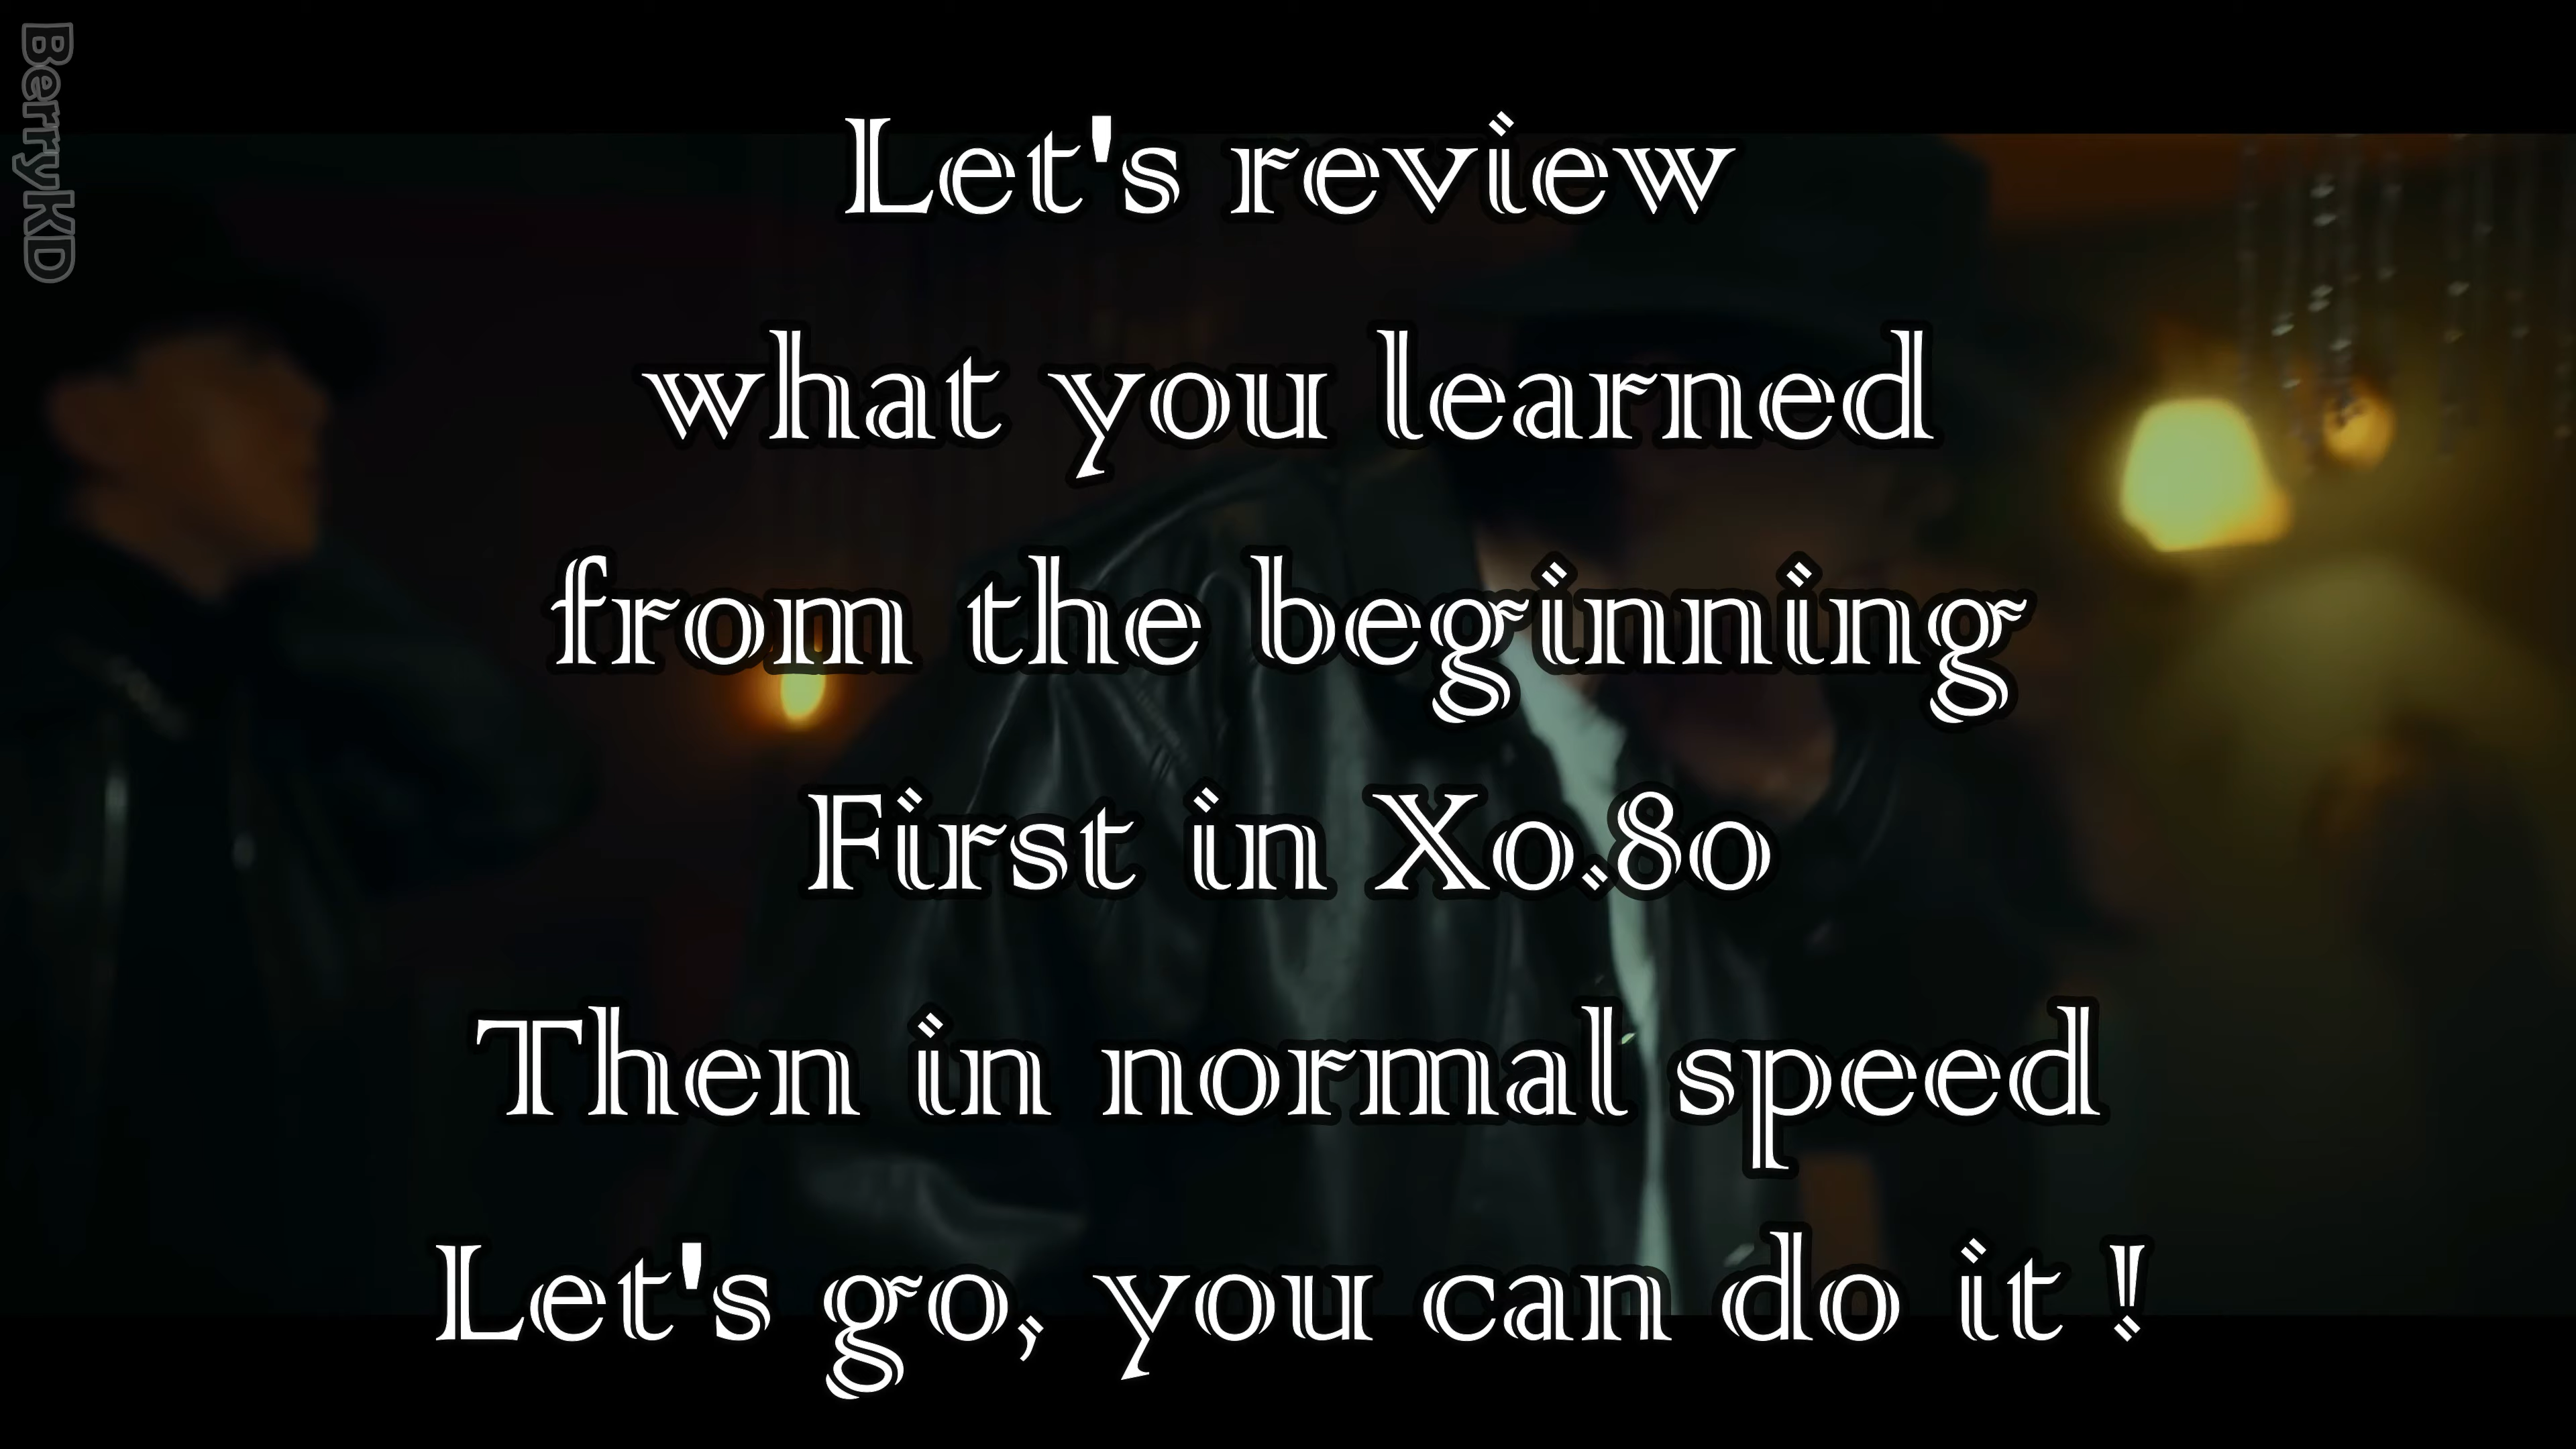 BerryKD
Let's review
what you learned
from the beginning
First in X0.80
Then in normal speed
Let's go, you can do it !